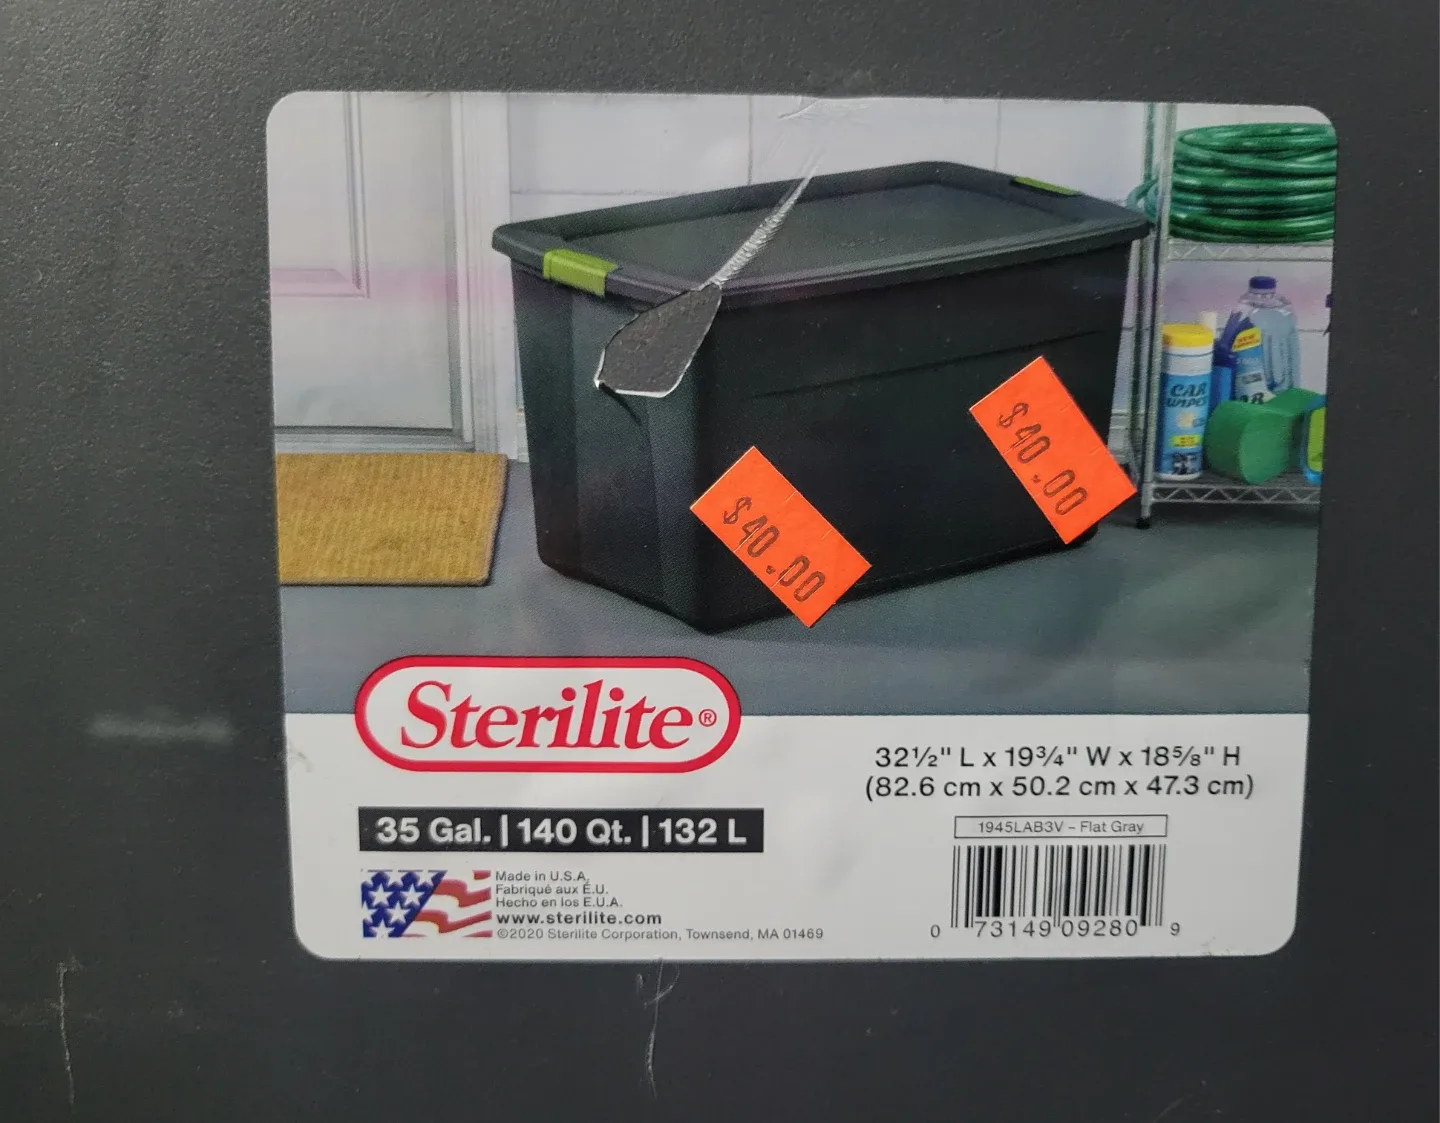 CAR
WIPES
$40.00
$40.00
Sterilite®
32½" L x 19¾" W x 18⅝" H
(82.6 cm x 50.2 cm x 47.3 cm)
35 Gal. | 140 Qt. | 132 L
1945LAB3V – Flat Gray
Made in U.S.A.
Fabriqué aux É.U.
Hecho en los E.U.A.
www.sterilite.com
©2020 Sterilite Corporation, Townsend, MA 01469
0 73149 09280 9